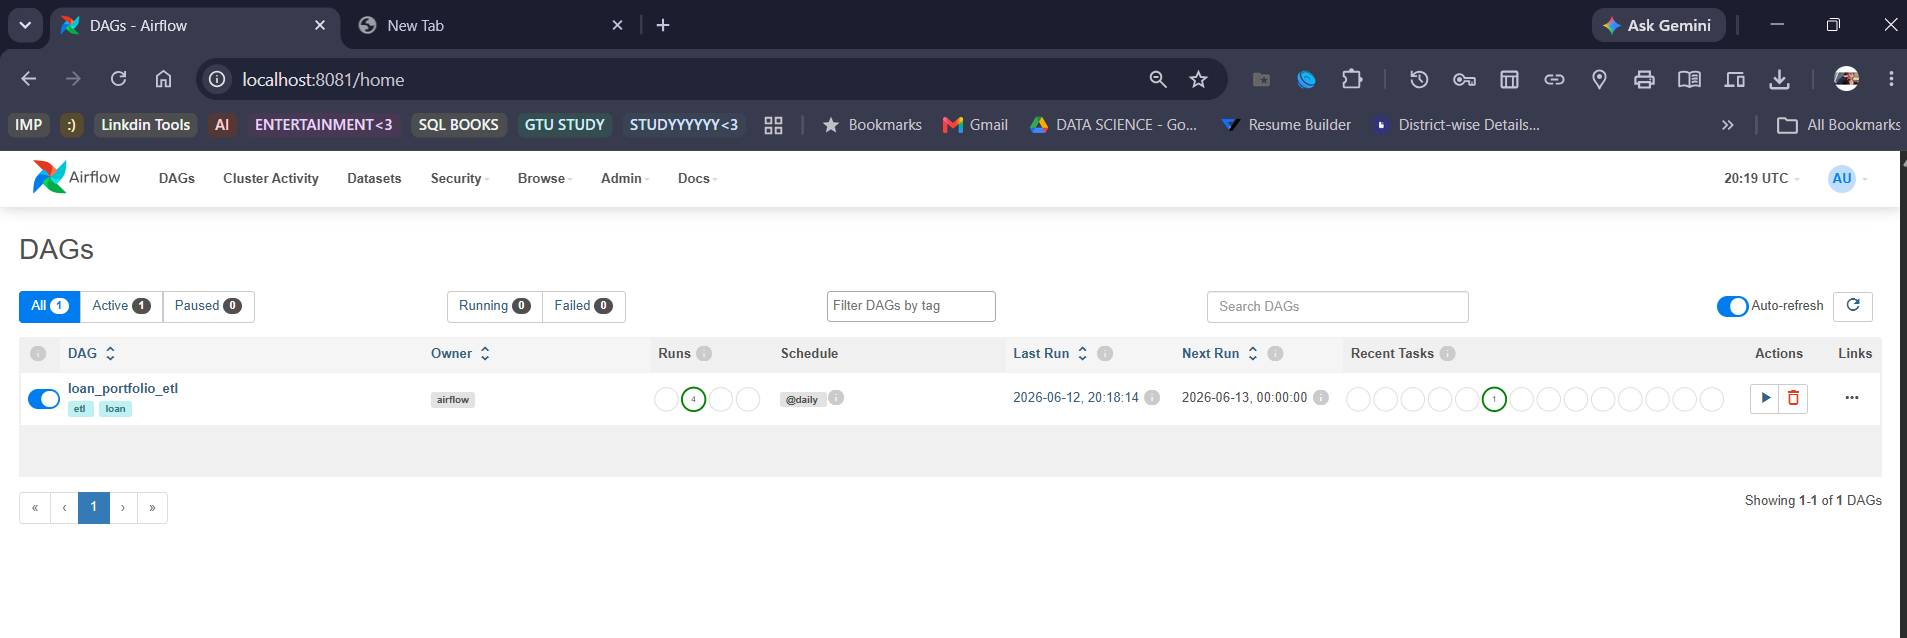 DAGs - Airflow
New Tab
Ask Gemini
localhost:8081/home
IMP :) Linkdin Tools AI ENTERTAINMENT<3 SQL BOOKS GTU STUDY STUDYYYYYY<3 Bookmarks Gmail DATA SCIENCE - Go... Resume Builder District-wise Details... » All Bookmarks
Airflow DAGs Cluster Activity Datasets Security Browse Admin Docs 20:19 UTC AU
DAGs
All 1 Active 1 Paused 0 Running 0 Failed 0 Filter DAGs by tag Search DAGs Auto-refresh
DAG Owner Runs Schedule Last Run Next Run Recent Tasks Actions Links
loan_portfolio_etl airflow 4 @daily 2026-06-12, 20:18:14 2026-06-13, 00:00:00 1 ...
etl loan
« ‹ 1 › »
Showing 1-1 of 1 DAGs